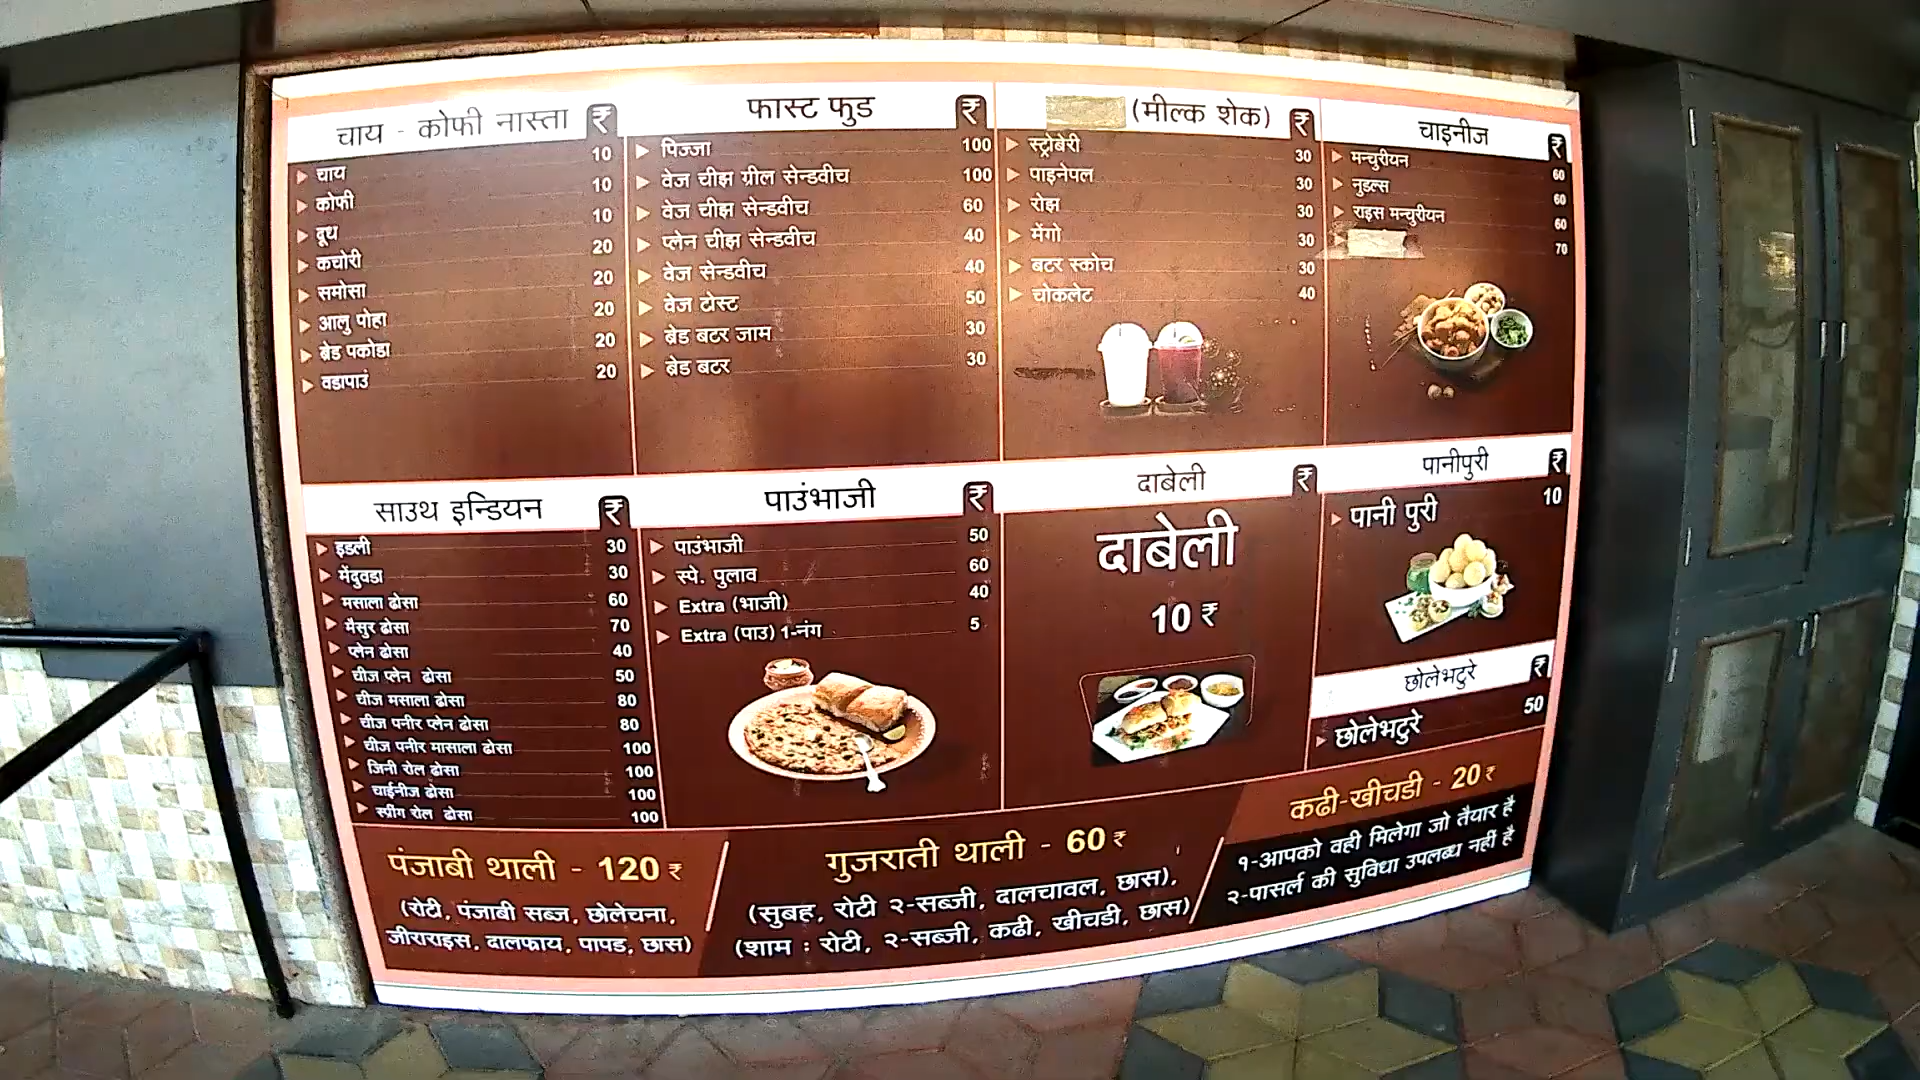 चाय - कोफी नास्ता ₹
चाय 10
कोफी 10
दूध 10
कचोरी 20
समोसा 20
आलु पोहा 20
ब्रेड पकोडा 20
वडापाउं 20
फास्ट फुड ₹
पिज्जा 100
वेज चीझ ग्रील सेन्डवीच 100
वेज चीझ सेन्डवीच 60
प्लेन चीझ सेन्डवीच 40
वेज सेन्डवीच 40
वेज टोस्ट 50
ब्रेड बटर जाम 30
ब्रेड बटर 30
(मील्क शेक) ₹
स्ट्रोबेरी 30
पाइनेपल 30
रोझ 30
मेंगो 30
बटर स्कोच 30
चोकलेट 40
चाइनीज ₹
मन्चुरीयन 60
नुडल्स 60
राइस मन्चुरीयन 60
70
साउथ इन्डियन ₹
इडली 30
मेंदुवडा 30
मसाला ढोसा 60
मैसुर ढोसा 70
प्लेन ढोसा 40
चीज प्लेन ढोसा 50
चीज मसाला ढोसा 80
चीज पनीर प्लेन ढोसा 80
चीज पनीर मासाला ढोसा 100
जिनी रोल ढोसा 100
चाईनीज ढोसा 100
स्प्रींग रोल ढोसा 100
पाउंभाजी ₹
पाउंभाजी 50
स्पे. पुलाव 60
Extra (भाजी) 40
Extra (पाउ) 1-नंग 5
दाबेली ₹
दाबेली
10 ₹
पानीपुरी ₹
पानी पुरी 10
छोलेभटुरे ₹
छोलेभटुरे 50
पंजाबी थाली - 120 ₹
(रोटी, पंजाबी सब्ज, छोलेचना,
जीराराइस, दालफ्राय, पापड, छास)
गुजराती थाली - 60 ₹
(सुबह, रोटी २-सब्जी, दालचावल, छास),
(शाम : रोटी, २-सब्जी, कढी, खीचडी, छास)
कढी-खीचडी - 20 ₹
१-आपको वही मिलेगा जो तैयार है
२-पासर्ल की सुविधा उपलब्ध नहीं है